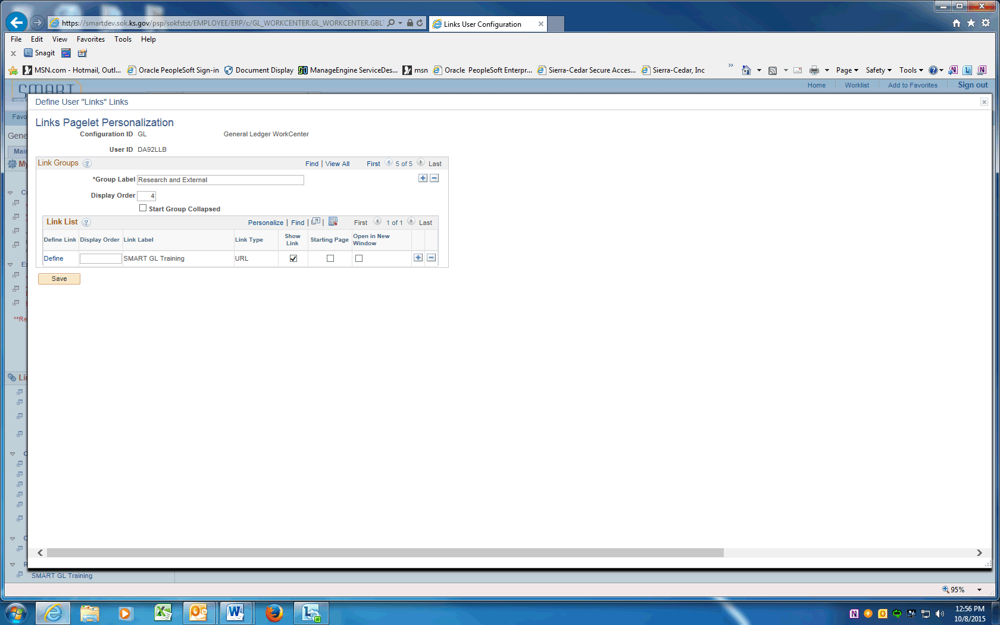 https://smartdev.sok.ks.gov/psp/sokfstst/EMPLOYEE/ERP/c/GL_WORKCENTER.GL_WORKCENTER.GBL
Links User Configuration
File Edit View Favorites Tools Help
x Snagit
MSN.com - Hotmail, Outl... Oracle PeopleSoft Sign-in Document Display ManageEngine ServiceDes... msn Oracle PeopleSoft Enterpr... Sierra-Cedar Secure Acces... Sierra-Cedar, Inc » Page Safety Tools
SMART
Home Worklist Add to Favorites Sign out
Define User "Links" Links
Favo
Links Pagelet Personalization
Gene
Configuration ID GL General Ledger WorkCenter
Main
User ID DA92LLB
My
Link Groups Find | View All First 5 of 5 Last
*Group Label Research and External
Display Order 4
Start Group Collapsed
Link List Personalize | Find | | First 1 of 1 Last
Define Link Display Order Link Label Link Type Show Link Starting Page Open in New Window
Define SMART GL Training URL
Save
**Re
Lin
SMART GL Training
95%
12:56 PM
10/8/2015